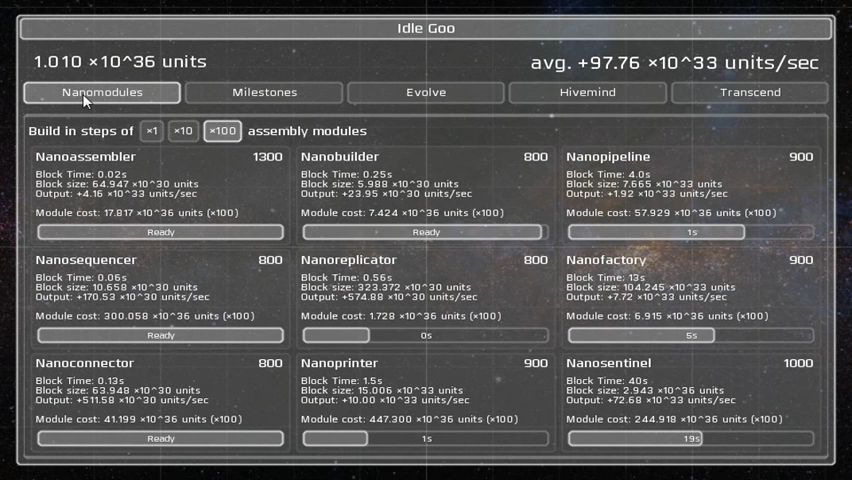 Idle Goo
1.010 ×10^36 units
avg. +97.76 ×10^33 units/sec
Nanomodules
Milestones
Evolve
Hivemind
Transcend
Build in steps of ×1 ×10 ×100 assembly modules
Nanoassembler 1300
Block Time: 0.02s
Block size: 64.947 ×10^30 units
Output: +4.16 ×10^33 units/sec
Module cost: 17.817 ×10^36 units (×100)
Ready
Nanobuilder 800
Block Time: 0.25s
Block size: 5.988 ×10^30 units
Output: +23.95 ×10^30 units/sec
Module cost: 7.424 ×10^36 units (×100)
Ready
Nanopipeline 900
Block Time: 4.0s
Block size: 7.665 ×10^33 units
Output: +1.92 ×10^33 units/sec
Module cost: 57.929 ×10^36 units (×100)
1s
Nanosequencer 800
Block Time: 0.06s
Block size: 10.658 ×10^30 units
Output: +170.53 ×10^30 units/sec
Module cost: 300.058 ×10^36 units (×100)
Ready
Nanoreplicator 800
Block Time: 0.56s
Block size: 323.372 ×10^30 units
Output: +574.88 ×10^30 units/sec
Module cost: 1.728 ×10^36 units (×100)
0s
Nanofactory 900
Block Time: 13s
Block size: 104.245 ×10^33 units
Output: +7.72 ×10^33 units/sec
Module cost: 6.915 ×10^36 units (×100)
5s
Nanoconnector 800
Block Time: 0.13s
Block size: 63.948 ×10^30 units
Output: +511.58 ×10^30 units/sec
Module cost: 41.199 ×10^36 units (×100)
Ready
Nanoprinter 900
Block Time: 1.5s
Block size: 15.006 ×10^33 units
Output: +10.00 ×10^33 units/sec
Module cost: 447.300 ×10^36 units (×100)
1s
Nanosentinel 1000
Block Time: 40s
Block size: 2.943 ×10^36 units
Output: +72.68 ×10^33 units/sec
Module cost: 244.918 ×10^36 units (×100)
19s